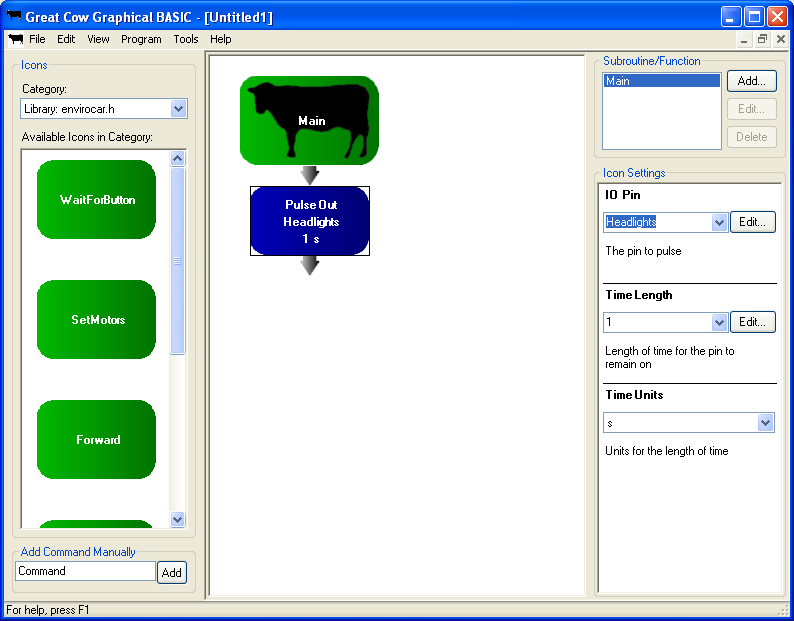 Great Cow Graphical BASIC - [Untitled1]
File Edit View Program Tools Help
Icons
Category:
Library: envirocar.h
Available Icons in Category:
WaitForButton
SetMotors
Forward
Add Command Manually
Command
Add
Main
Pulse Out
Headlights
1 s
Subroutine/Function
Main
Add...
Edit...
Delete
Icon Settings
IO Pin
Headlights
Edit...
The pin to pulse
Time Length
1
Edit...
Length of time for the pin to
remain on
Time Units
s
Units for the length of time
For help, press F1